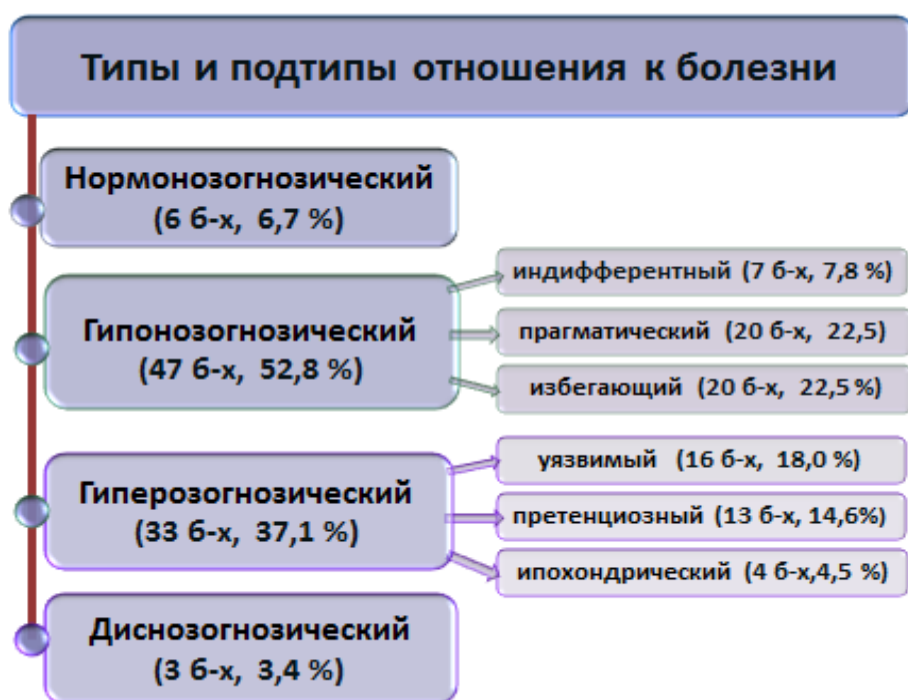 Типы и подтипы отношения к болезни
Нормонозогнозический
(6 б-х, 6,7 %)
Гипонозогнозический
(47 б-х, 52,8 %)
индифферентный (7 б-х, 7,8 %)
прагматический (20 б-х, 22,5)
избегающий (20 б-х, 22,5 %)
Гиперозогнозический
(33 б-х, 37,1 %)
уязвимый (16 б-х, 18,0 %)
претенциозный (13 б-х, 14,6%)
ипохондрический (4 б-х,4,5 %)
Диснозогнозический
(3 б-х, 3,4 %)